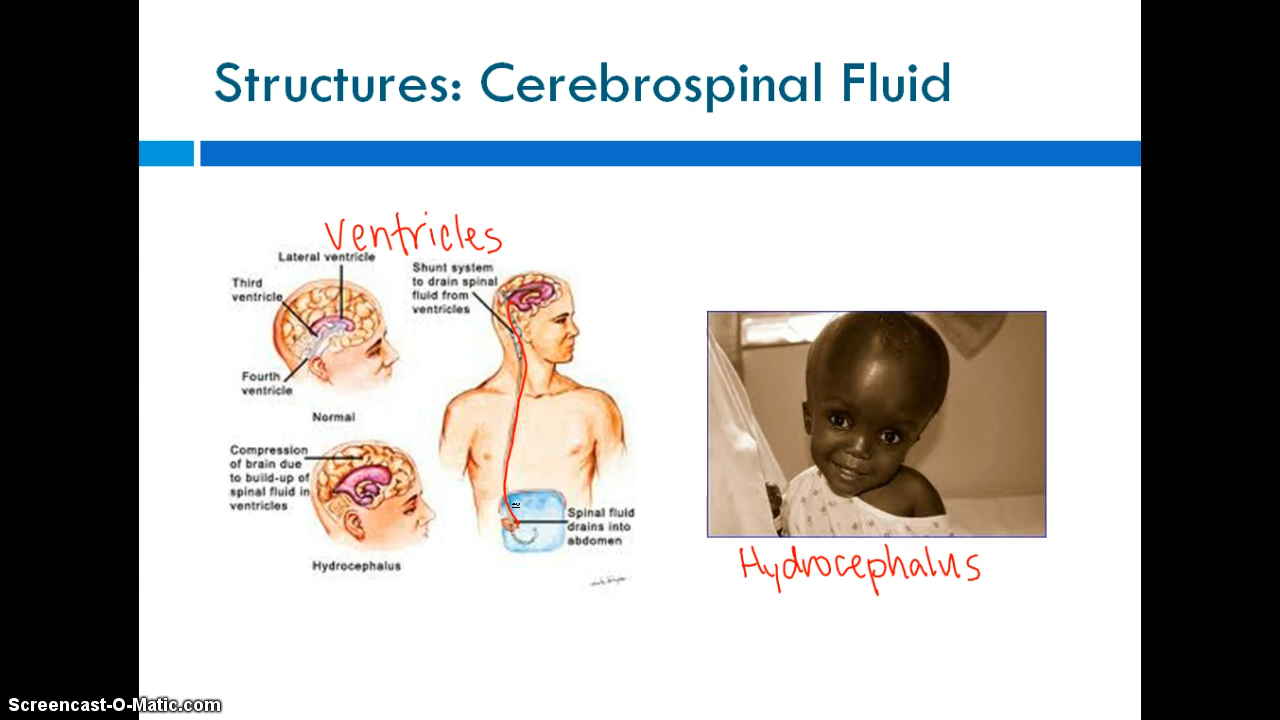 Structures: Cerebrospinal Fluid
Ventricles
Lateral ventricle
Third
ventricle
Fourth
ventricle
Normal
Shunt system
to drain spinal
fluid from
ventricles
Compression
of brain due
to build-up of
spinal fluid in
ventricles
Hydrocephalus
Spinal fluid
drains into
abdomen
Hydrocephalus
Screencast-O-Matic.com